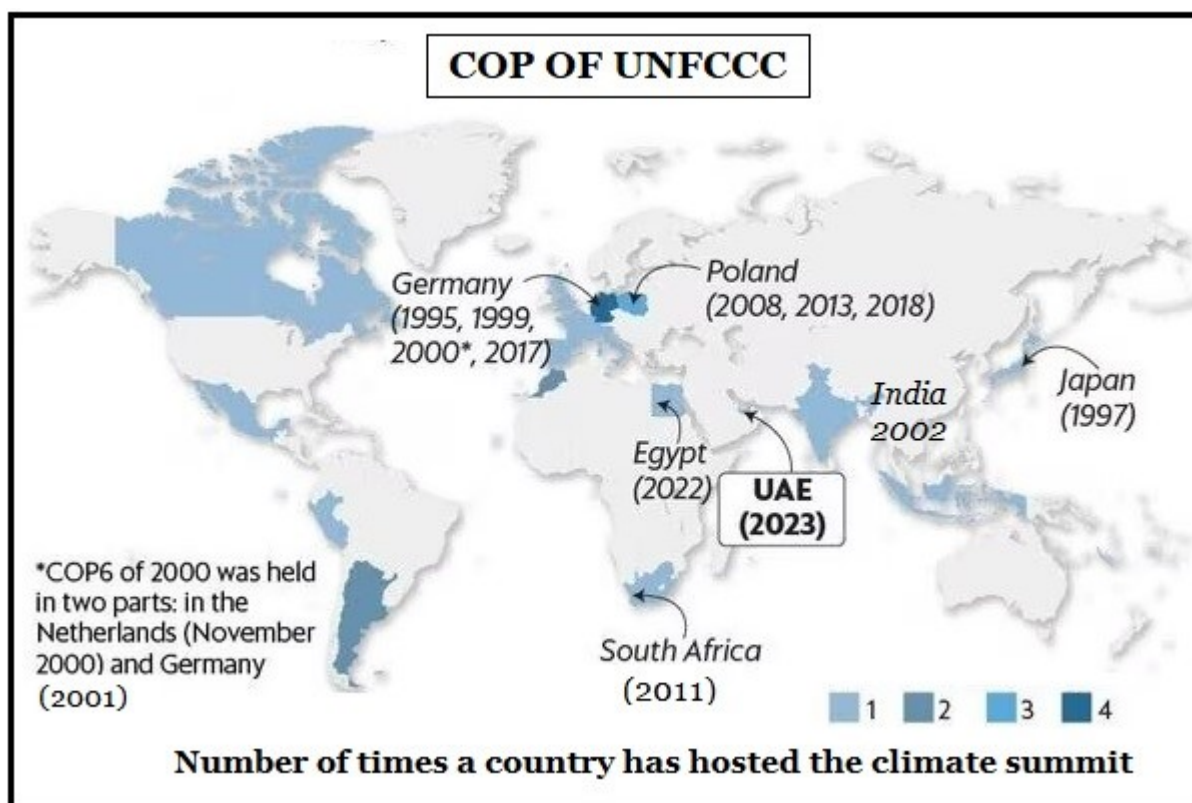 COP OF UNFCCC
Germany
(1995, 1999,
2000*, 2017)
Poland
(2008, 2013, 2018)
India
2002
Japan
(1997)
Egypt
(2022)
UAE
(2023)
*COP6 of 2000 was held
in two parts: in the
Netherlands (November
2000) and Germany
(2001)
South Africa
(2011)
1 2 3 4
Number of times a country has hosted the climate summit